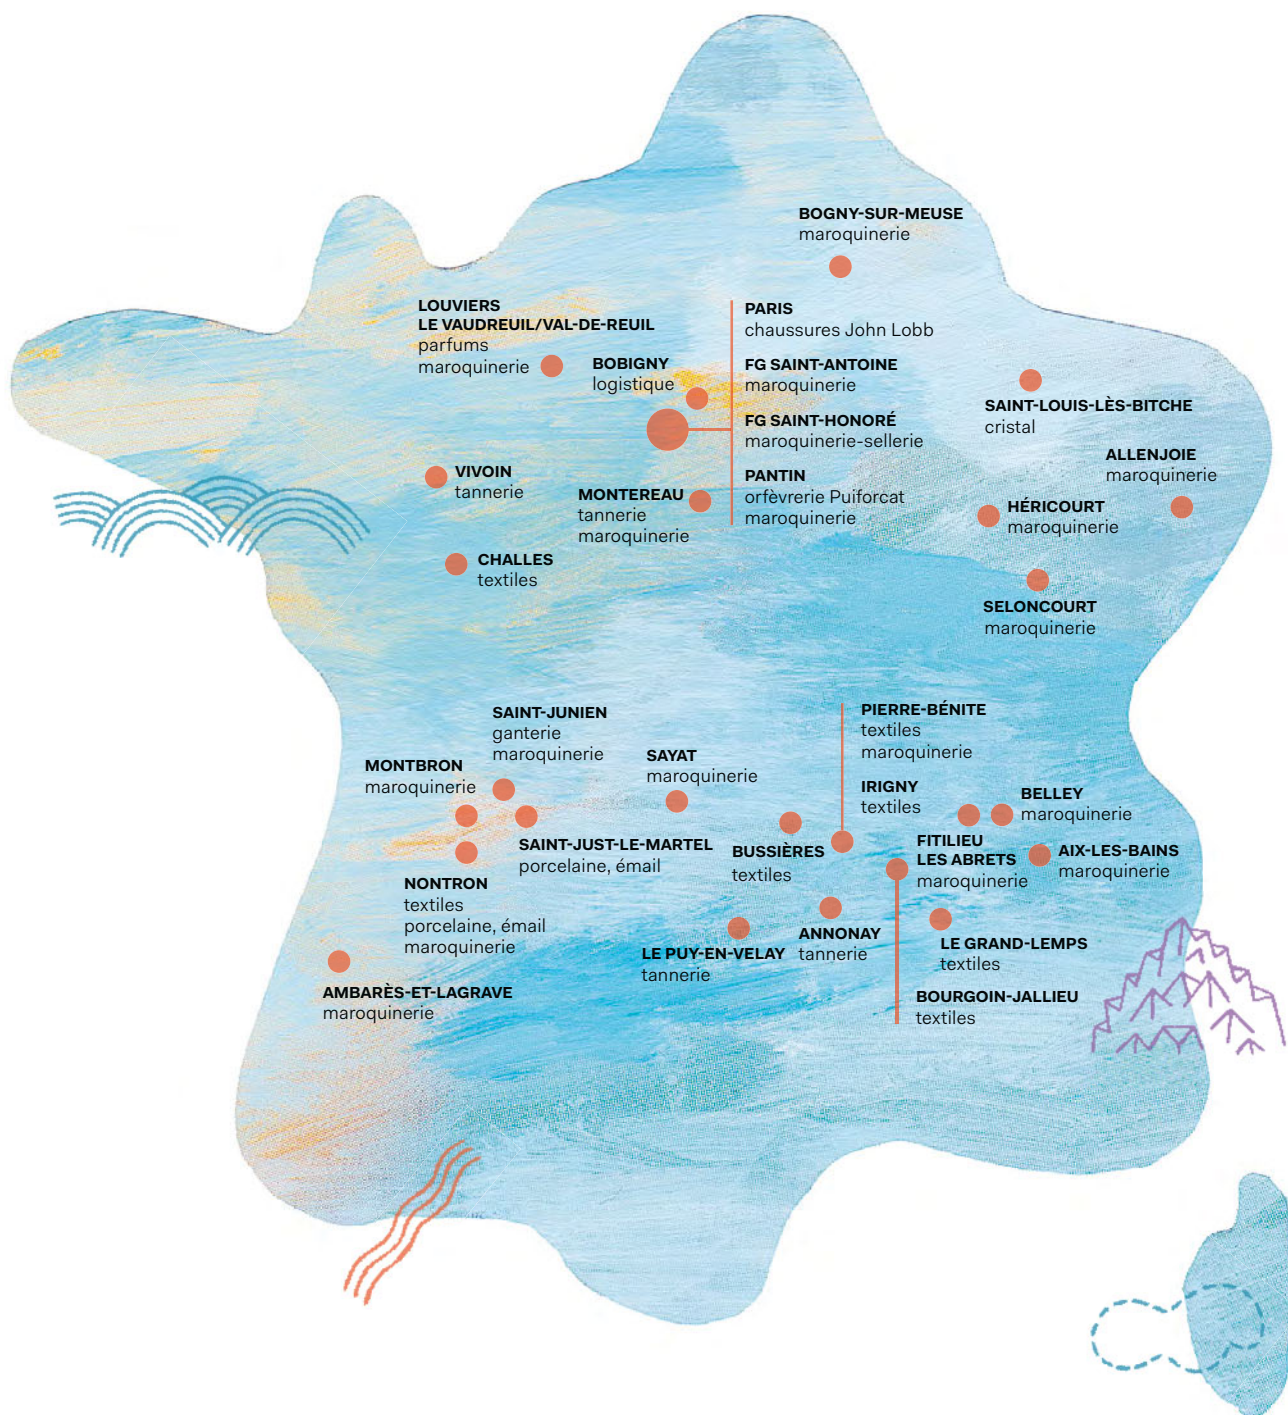 BOGNY-SUR-MEUSE
maroquinerie
LOUVIERS
LE VAUDREUIL/VAL-DE-REUIL
parfums
maroquinerie
BOBIGNY
logistique
PARIS
chaussures John Lobb
FG SAINT-ANTOINE
maroquinerie
FG SAINT-HONORÉ
maroquinerie-sellerie
PANTIN
orfèvrerie Puiforcat
maroquinerie
SAINT-LOUIS-LÈS-BITCHE
cristal
ALLENJOIE
maroquinerie
VIVOIN
tannerie
MONTEREAU
tannerie
maroquinerie
HÉRICOURT
maroquinerie
CHALLES
textiles
SELONCOURT
maroquinerie
SAINT-JUNIEN
ganterie
maroquinerie
MONTBRON
maroquinerie
SAYAT
maroquinerie
PIERRE-BÉNITE
textiles
maroquinerie
IRIGNY
textiles
BELLEY
maroquinerie
SAINT-JUST-LE-MARTEL
porcelaine, émail
BUSSIÈRES
textiles
FITILIEU
LES ABRETS
maroquinerie
AIX-LES-BAINS
maroquinerie
NONTRON
textiles
porcelaine, émail
maroquinerie
LE PUY-EN-VELAY
tannerie
ANNONAY
tannerie
LE GRAND-LEMPS
textiles
AMBARÈS-ET-LAGRAVE
maroquinerie
BOURGOIN-JALLIEU
textiles